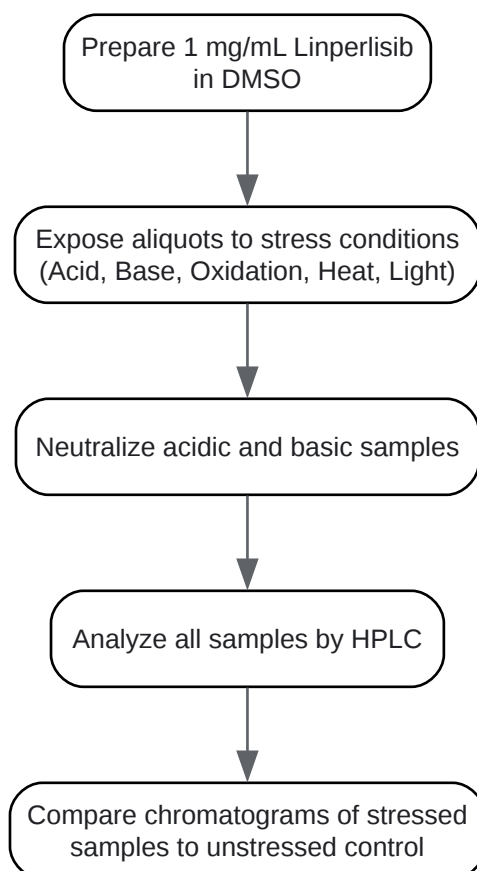 Prepare 1 mg/mL Linperlisib
in DMSO
Expose aliquots to stress conditions
(Acid, Base, Oxidation, Heat, Light)
Neutralize acidic and basic samples
Analyze all samples by HPLC
Compare chromatograms of stressed
samples to unstressed control